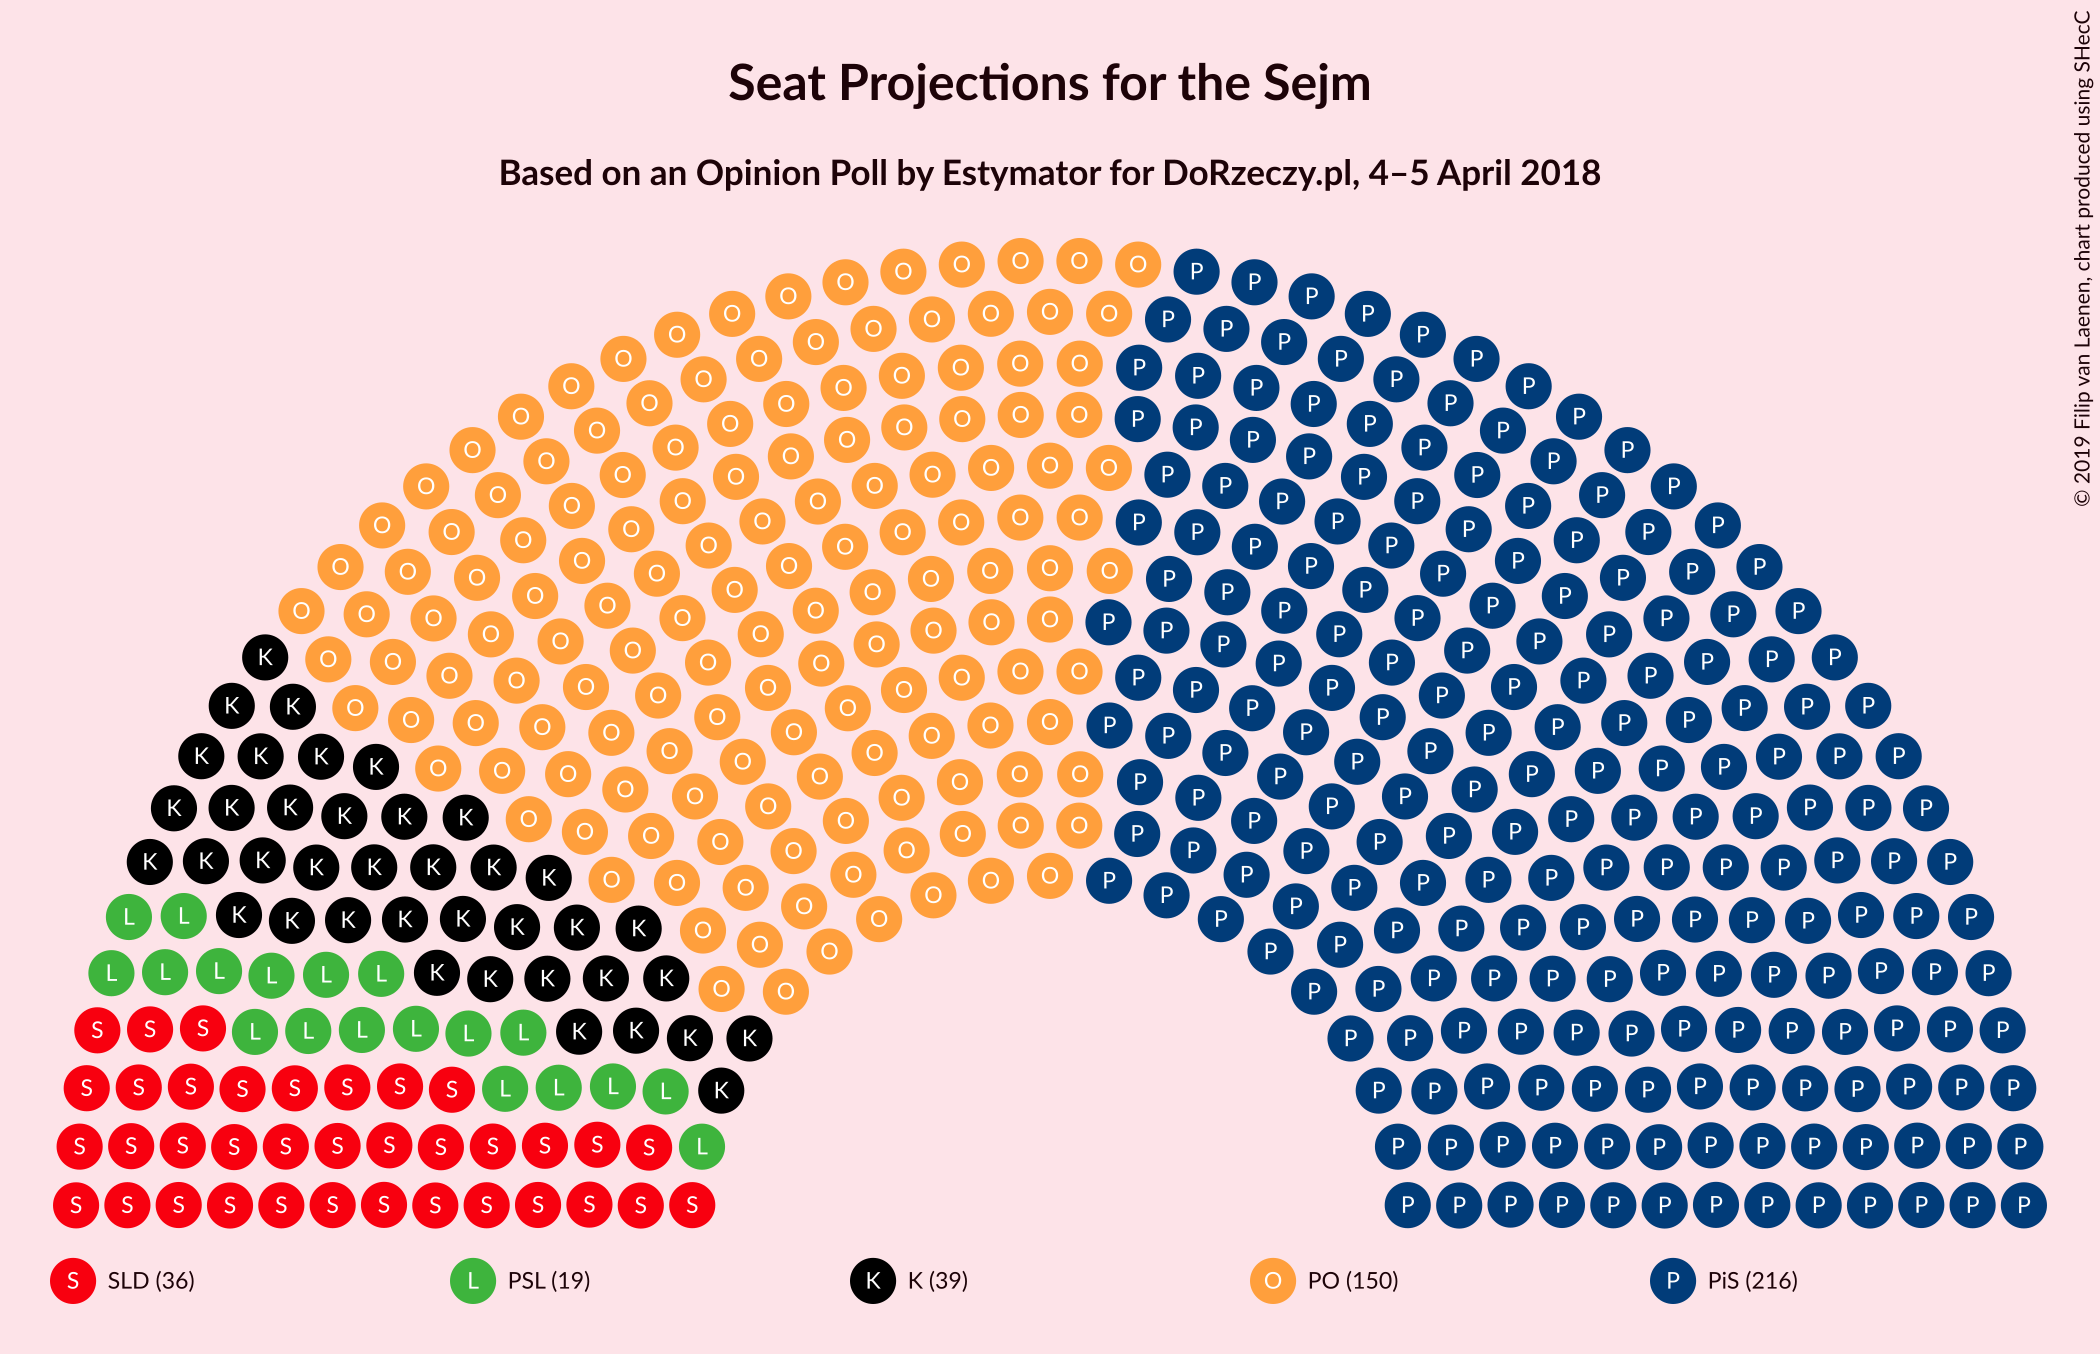 Seat Projections for the Sejm
Based on an Opinion Poll by Estymator for DoRzeczy.pl, 4–5 April 2018
© 2019 Filip van Laenen, chart produced using SHecC
S SLD (36)
L PSL (19)
K K (39)
O PO (150)
P PiS (216)